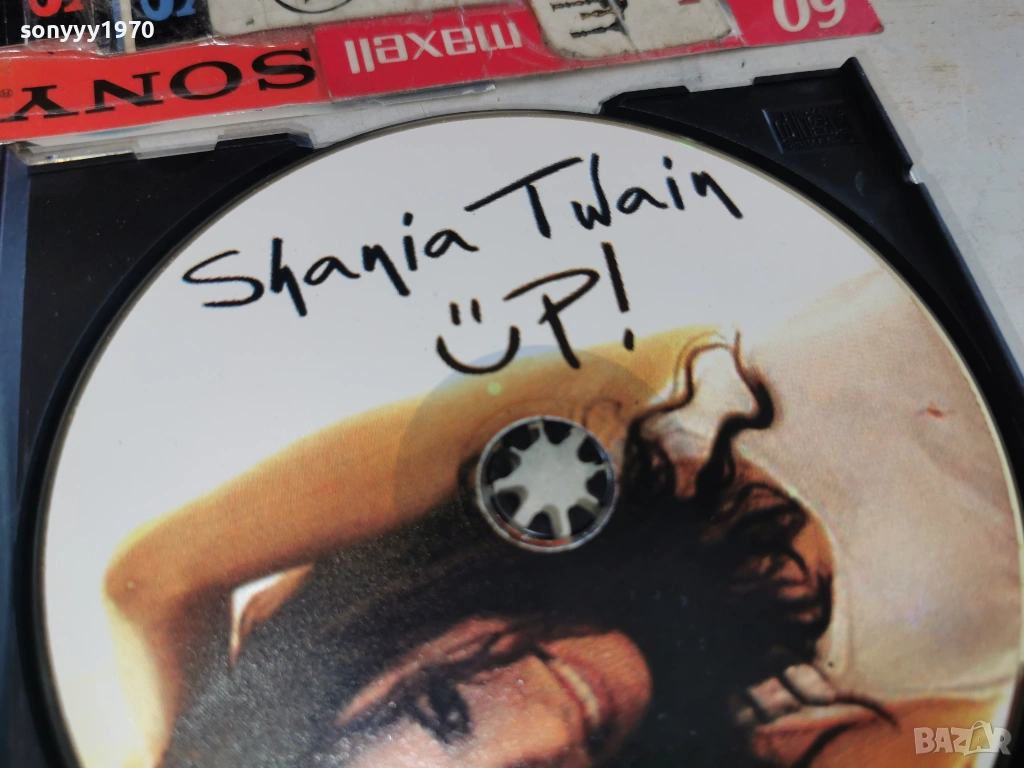 sonyyy1970
maxell
60
SONY
Shania Twain
UP!
BAZAR